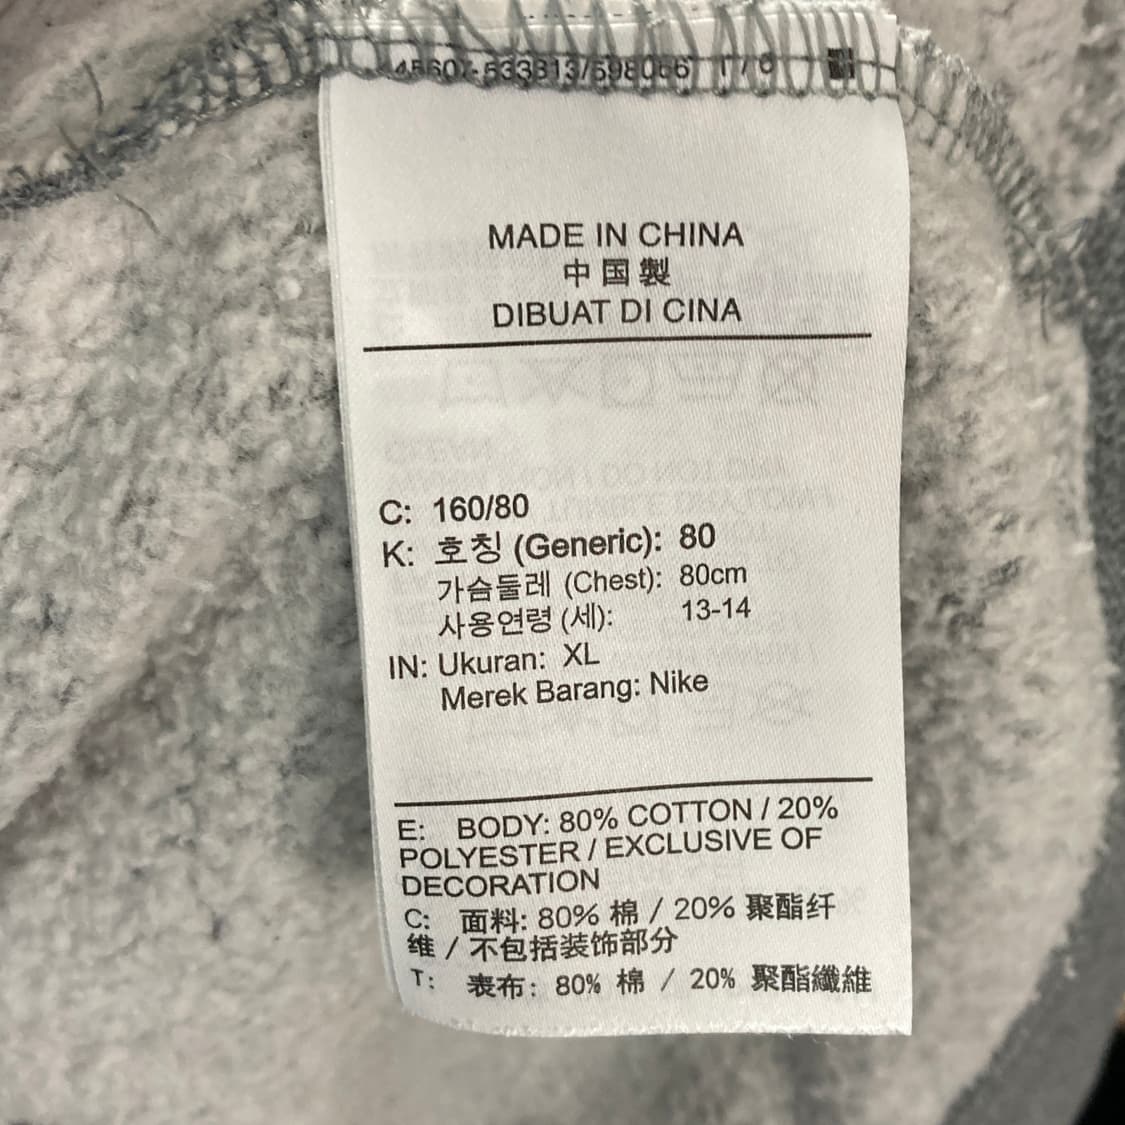 MADE IN CHINA
中国製
DIBUAT DI CINA
C: 160/80
K: 호칭 (Generic): 80
가슴둘레 (Chest): 80cm
사용연령 (세): 13-14
IN: Ukuran: XL
Merek Barang: Nike
E: BODY: 80% COTTON / 20%
POLYESTER / EXCLUSIVE OF
DECORATION
C: 面料: 80% 棉 / 20% 聚酯纤
维 / 不包括装饰部分
T: 表布: 80% 棉 / 20% 聚酯纖維